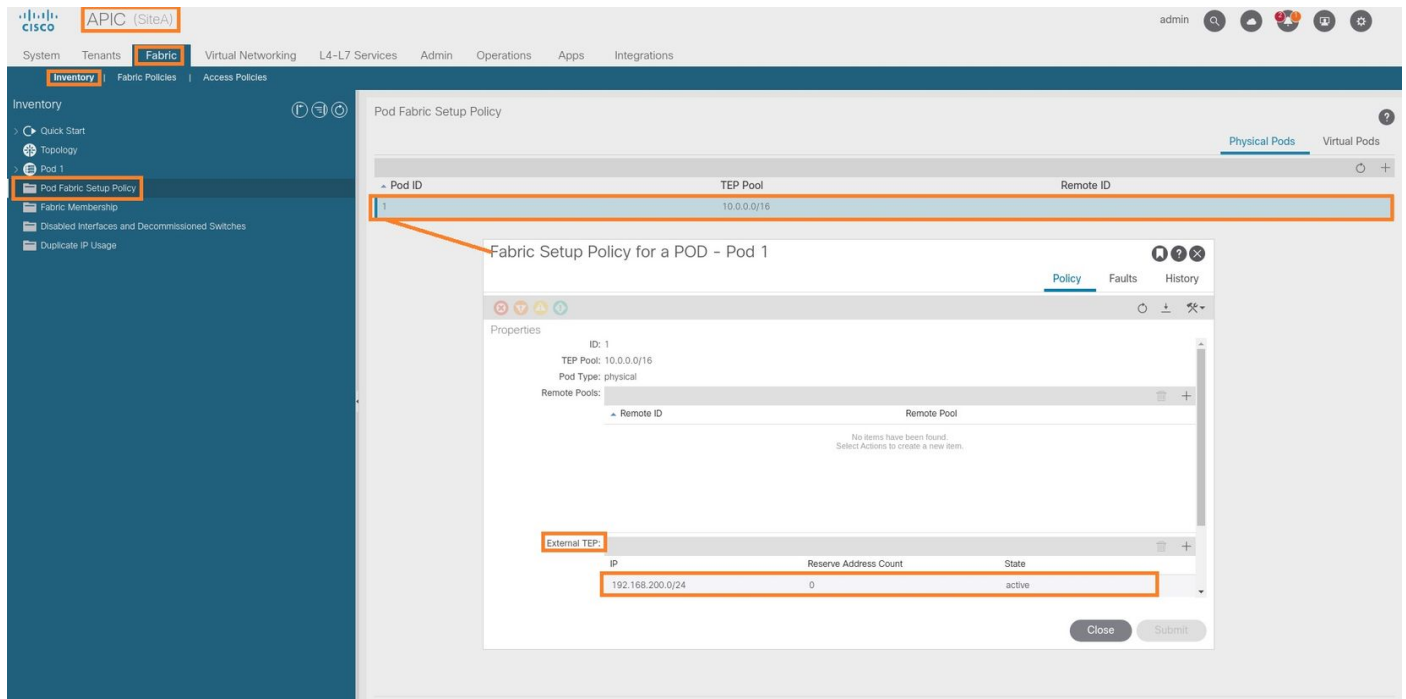 cisco APIC (SiteA) admin 2 1
System Tenants Fabric Virtual Networking L4-L7 Services Admin Operations Apps Integrations
Inventory | Fabric Policies | Access Policies
Inventory
Quick Start
Topology
Pod 1
Pod Fabric Setup Policy
Fabric Membership
Disabled Interfaces and Decommissioned Switches
Duplicate IP Usage
Pod Fabric Setup Policy
Physical Pods Virtual Pods
Pod ID TEP Pool Remote ID
1 10.0.0.0/16
Fabric Setup Policy for a POD - Pod 1
Policy Faults History
Properties
ID: 1
TEP Pool: 10.0.0.0/16
Pod Type: physical
Remote Pools:
Remote ID Remote Pool
No items have been found.
Select Actions to create a new item.
External TEP:
IP Reserve Address Count State
192.168.200.0/24 0 active
Close Submit